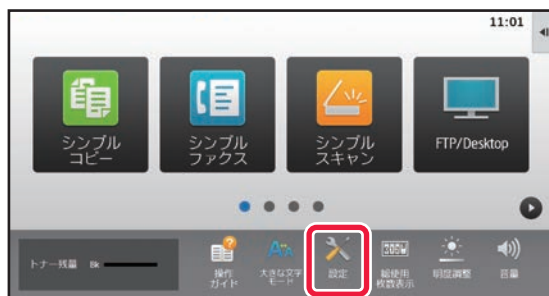 11:01
シンプル
コピー
シンプル
ファクス
シンプル
スキャン
FTP/Desktop
トナー残量 Bk
操作
ガイド
大きな文字
モード
設定
総使用
枚数表示
明度調整
音量